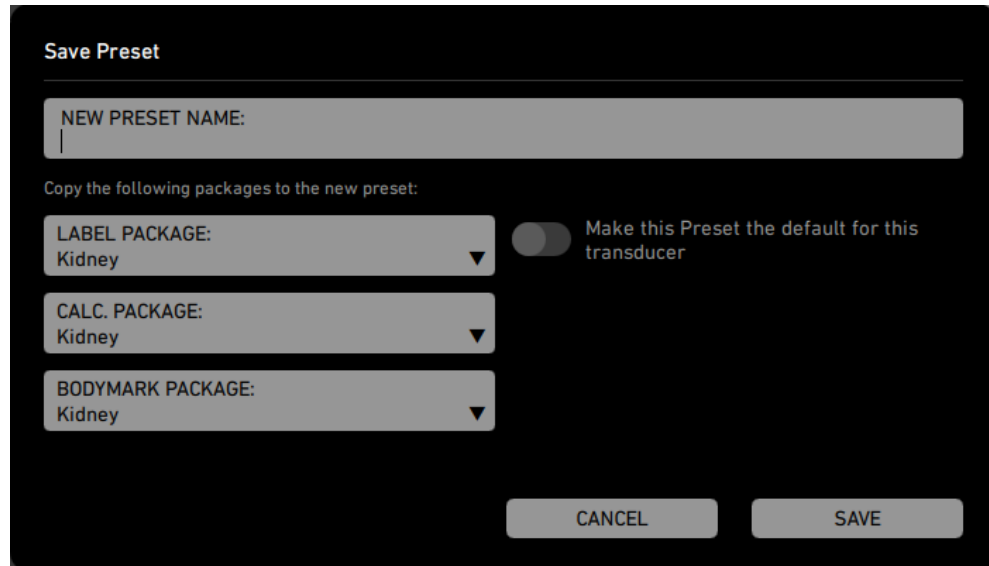 Save Preset
NEW PRESET NAME:
Copy the following packages to the new preset:
LABEL PACKAGE:
Kidney
Make this Preset the default for this
transducer
CALC. PACKAGE:
Kidney
BODYMARK PACKAGE:
Kidney
CANCEL
SAVE